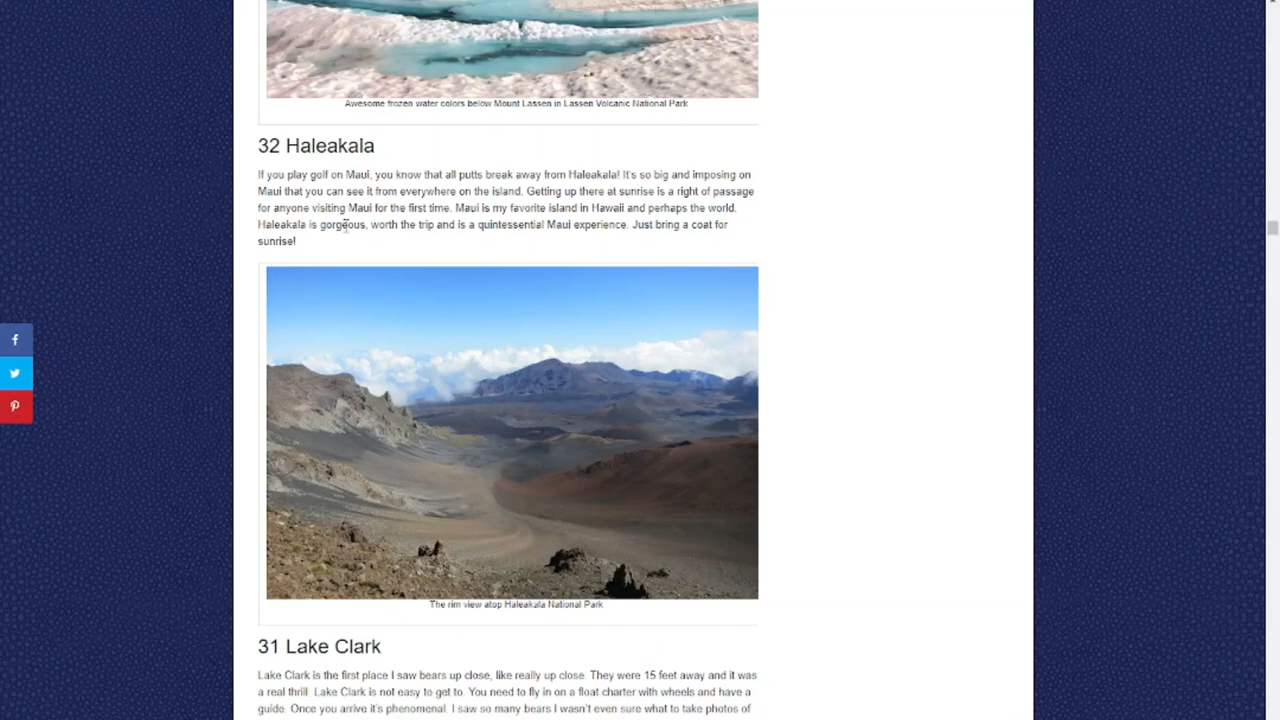 Awesome frozen water colors below Mount Lassen in Lassen Volcanic National Park
32 Haleakala
If you play golf on Maui, you know that all putts break away from Haleakala! It's so big and imposing on
Maui that you can see it from everywhere on the island. Getting up there at sunrise is a right of passage
for anyone visiting Maui for the first time. Maui is my favorite island in Hawaii and perhaps the world.
Haleakala is gorgeous, worth the trip and is a quintessential Maui experience. Just bring a coat for
sunrise!
The rim view atop Haleakala National Park
31 Lake Clark
Lake Clark is the first place I saw bears up close, like really up close. They were 15 feet away and it was
a real thrill. Lake Clark is not easy to get to. You need to fly in on a float charter with wheels and have a
guide. Once you arrive it's phenomenal. I saw so many bears I wasn't even sure what to take photos of